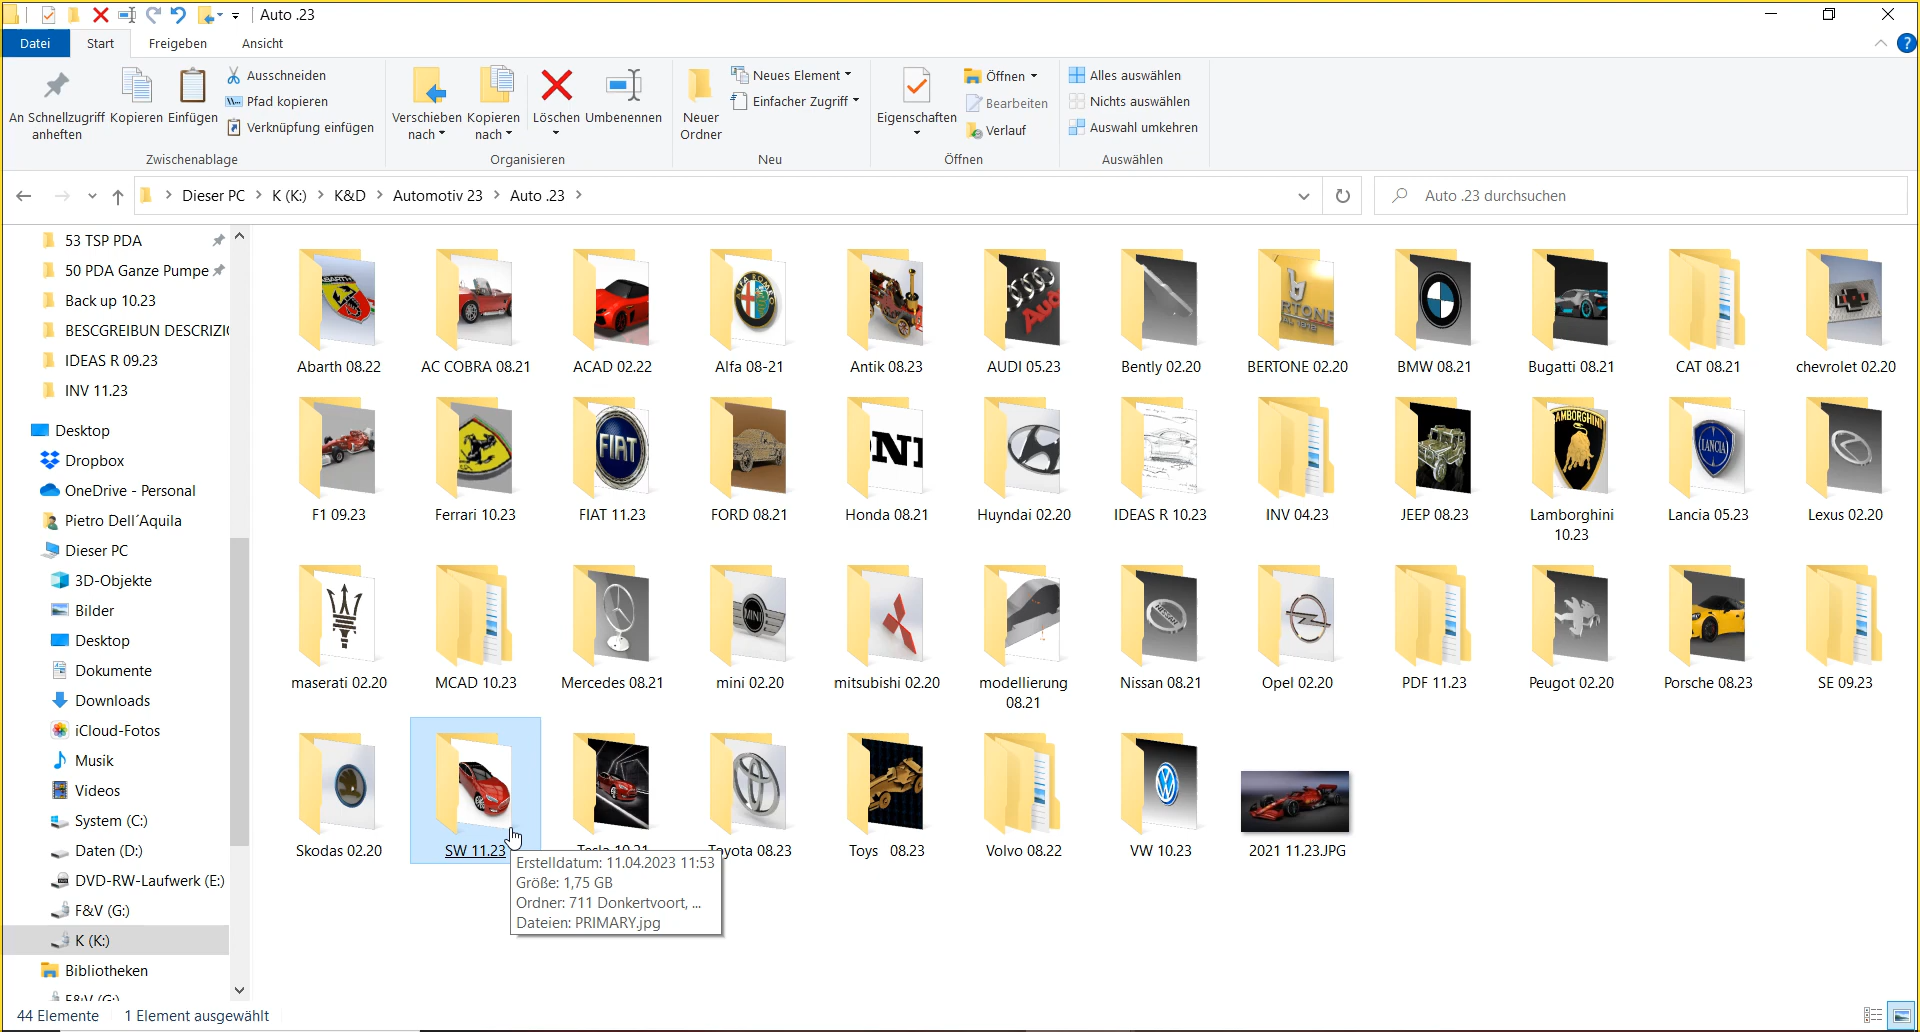 Auto .23
Datei Start Freigeben Ansicht
An Schnellzugriff anheften
Kopieren
Einfügen
Ausschneiden
Pfad kopieren
Verknüpfung einfügen
Zwischenablage
Verschieben nach
Kopieren nach
Löschen
Umbenennen
Organisieren
Neuer Ordner
Neues Element
Einfacher Zugriff
Neu
Eigenschaften
Öffnen
Bearbeiten
Verlauf
Öffnen
Alles auswählen
Nichts auswählen
Auswahl umkehren
Auswählen
Dieser PC > K (K:) > K&D > Automotiv 23 > Auto .23 >
Auto .23 durchsuchen
53 TSP PDA
50 PDA Ganze Pumpe
Back up 10.23
BESCGREIBUN DESCRIZI
IDEAS R 09.23
INV 11.23
Desktop
Dropbox
OneDrive - Personal
Pietro Dell´Aquila
Dieser PC
3D-Objekte
Bilder
Desktop
Dokumente
Downloads
iCloud-Fotos
Musik
Videos
System (C:)
Daten (D:)
DVD-RW-Laufwerk (E:)
F&V (G:)
K (K:)
Bibliotheken
F&V (G:)
ABARTH
ALFA ROMEO
Audi
RTONE
Abarth 08.22
AC COBRA 08.21
ACAD 02.22
Alfa 08-21
Antik 08.23
AUDI 05.23
Bently 02.20
BERTONE 02.20
BMW 08.21
Bugatti 08.21
CAT 08.21
chevrolet 02.20
FIAT
AMBORGHINI
LANCIA
F1 09.23
Ferrari 10.23
FIAT 11.23
FORD 08.21
Honda 08.21
Huyndai 02.20
IDEAS R 10.23
INV 04.23
JEEP 08.23
Lamborghini 10.23
Lancia 05.23
Lexus 02.20
MINI
NISSAN
maserati 02.20
MCAD 10.23
Mercedes 08.21
mini 02.20
mitsubishi 02.20
modellierung 08.21
Nissan 08.21
Opel 02.20
PDF 11.23
Peugot 02.20
Porsche 08.23
SE 09.23
Skodas 02.20
SW 11.23
Tesla 10.21
Toyota 08.23
Toys 08.23
Volvo 08.22
VW 10.23
2021 11.23.JPG
Erstelldatum: 11.04.2023 11:53
Größe: 1,75 GB
Ordner: 711 Donkertvoort, ...
Dateien: PRIMARY.jpg
44 Elemente 1 Element ausgewählt